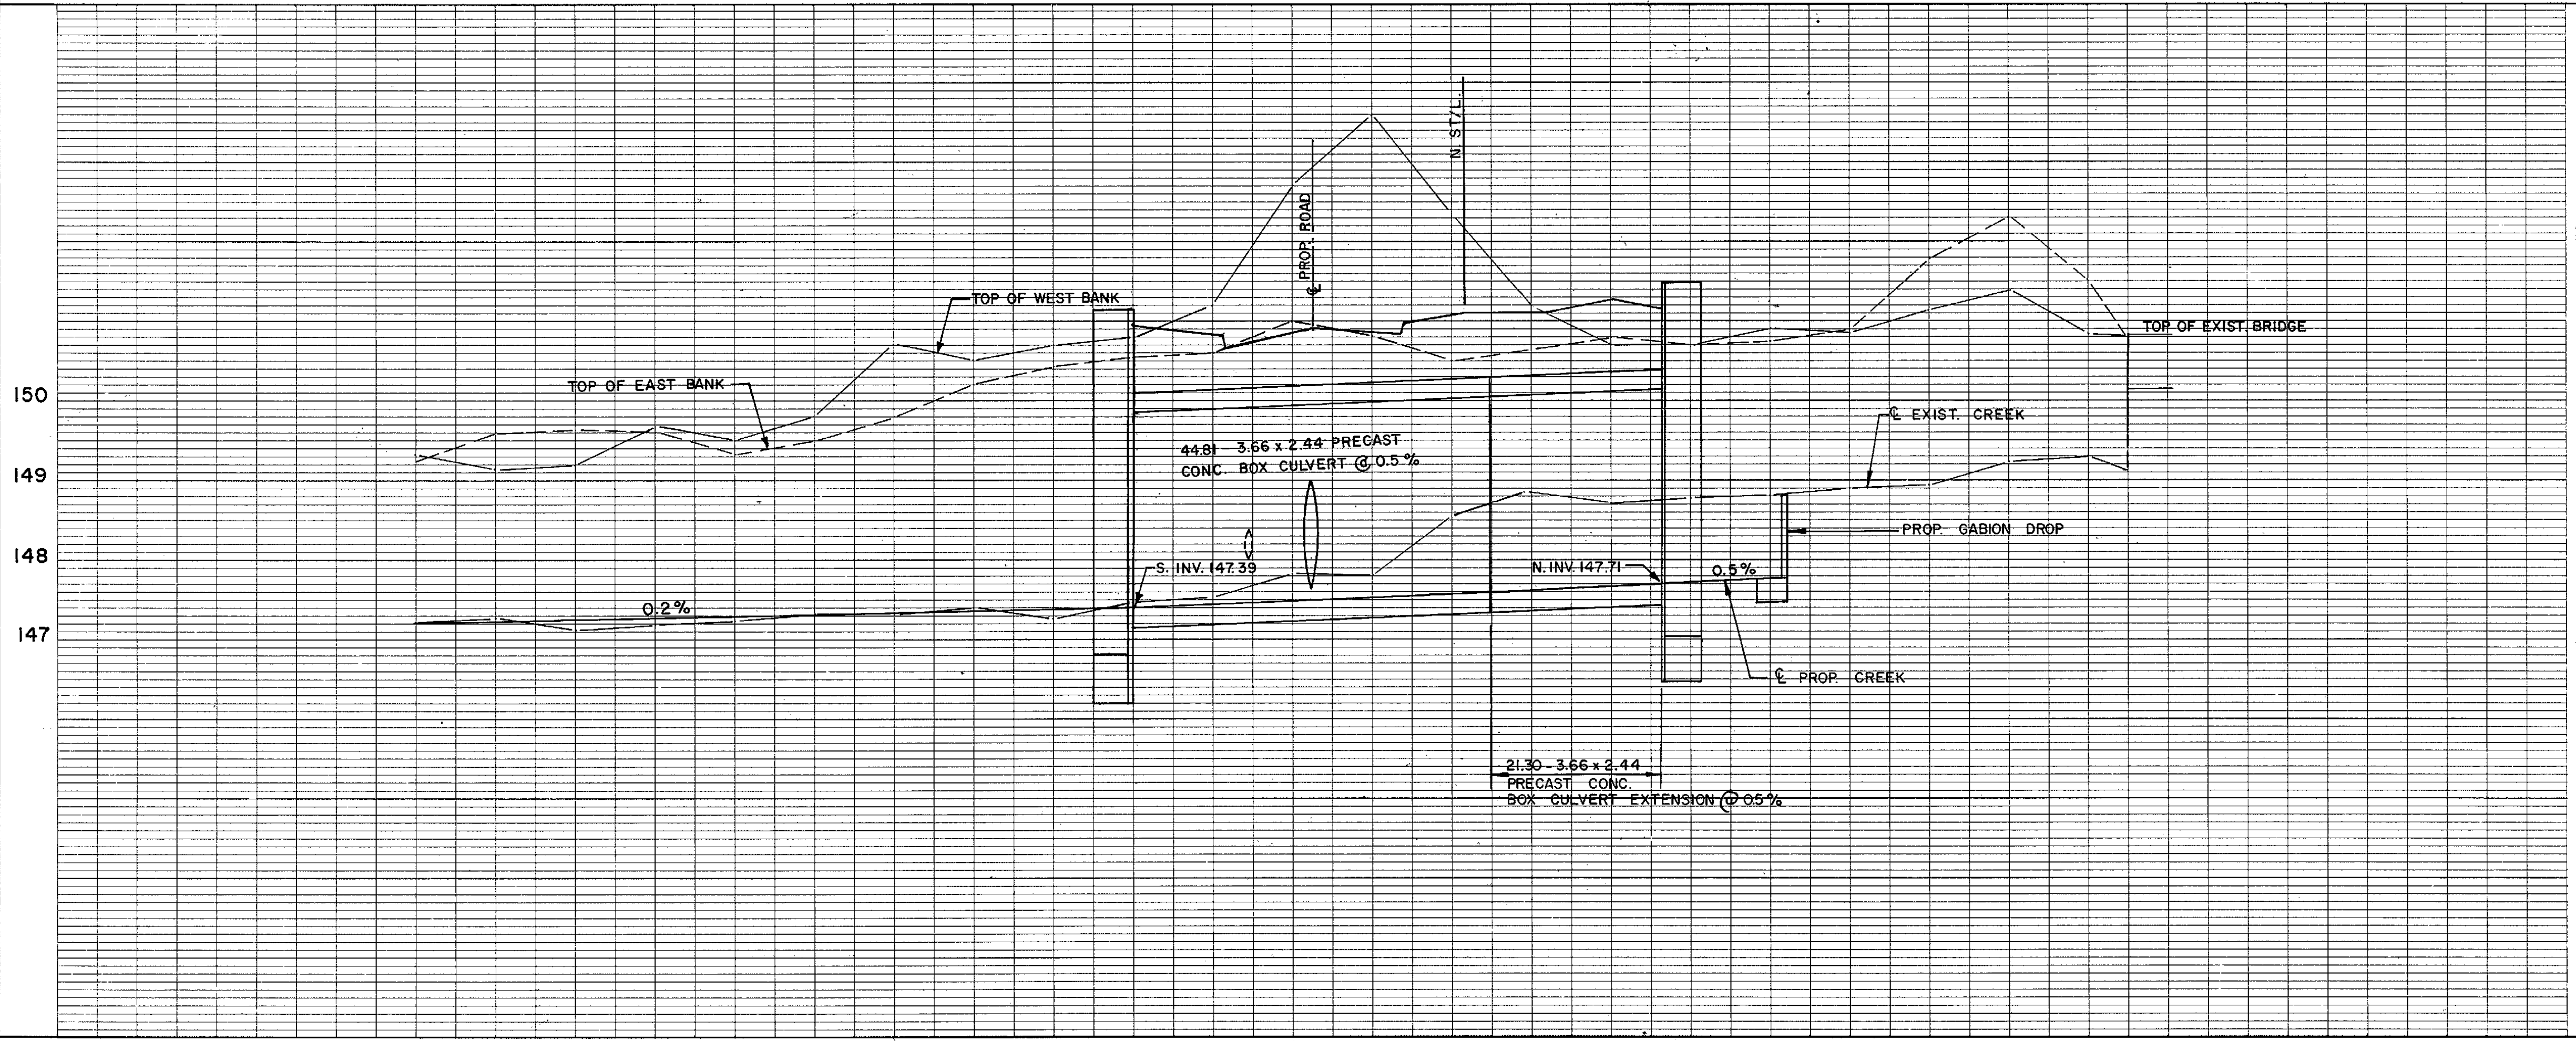 N ST/L.
℄ PROP. ROAD
TOP OF WEST BANK
TOP OF EXIST. BRIDGE
TOP OF EAST BANK
150
℄ EXIST. CREEK
44.81 - 3.66 x 2.44 PRECAST
CONC. BOX CULVERT @ 0.5 %
149
PROP. GABION DROP
148
S. INV. 147.39
N. INV. 147.71
0.5 %
0.2 %
147
℄ PROP. CREEK
21.30 - 3.66 x 2.44
PRECAST CONC.
BOX CULVERT EXTENSION @ 0.5 %